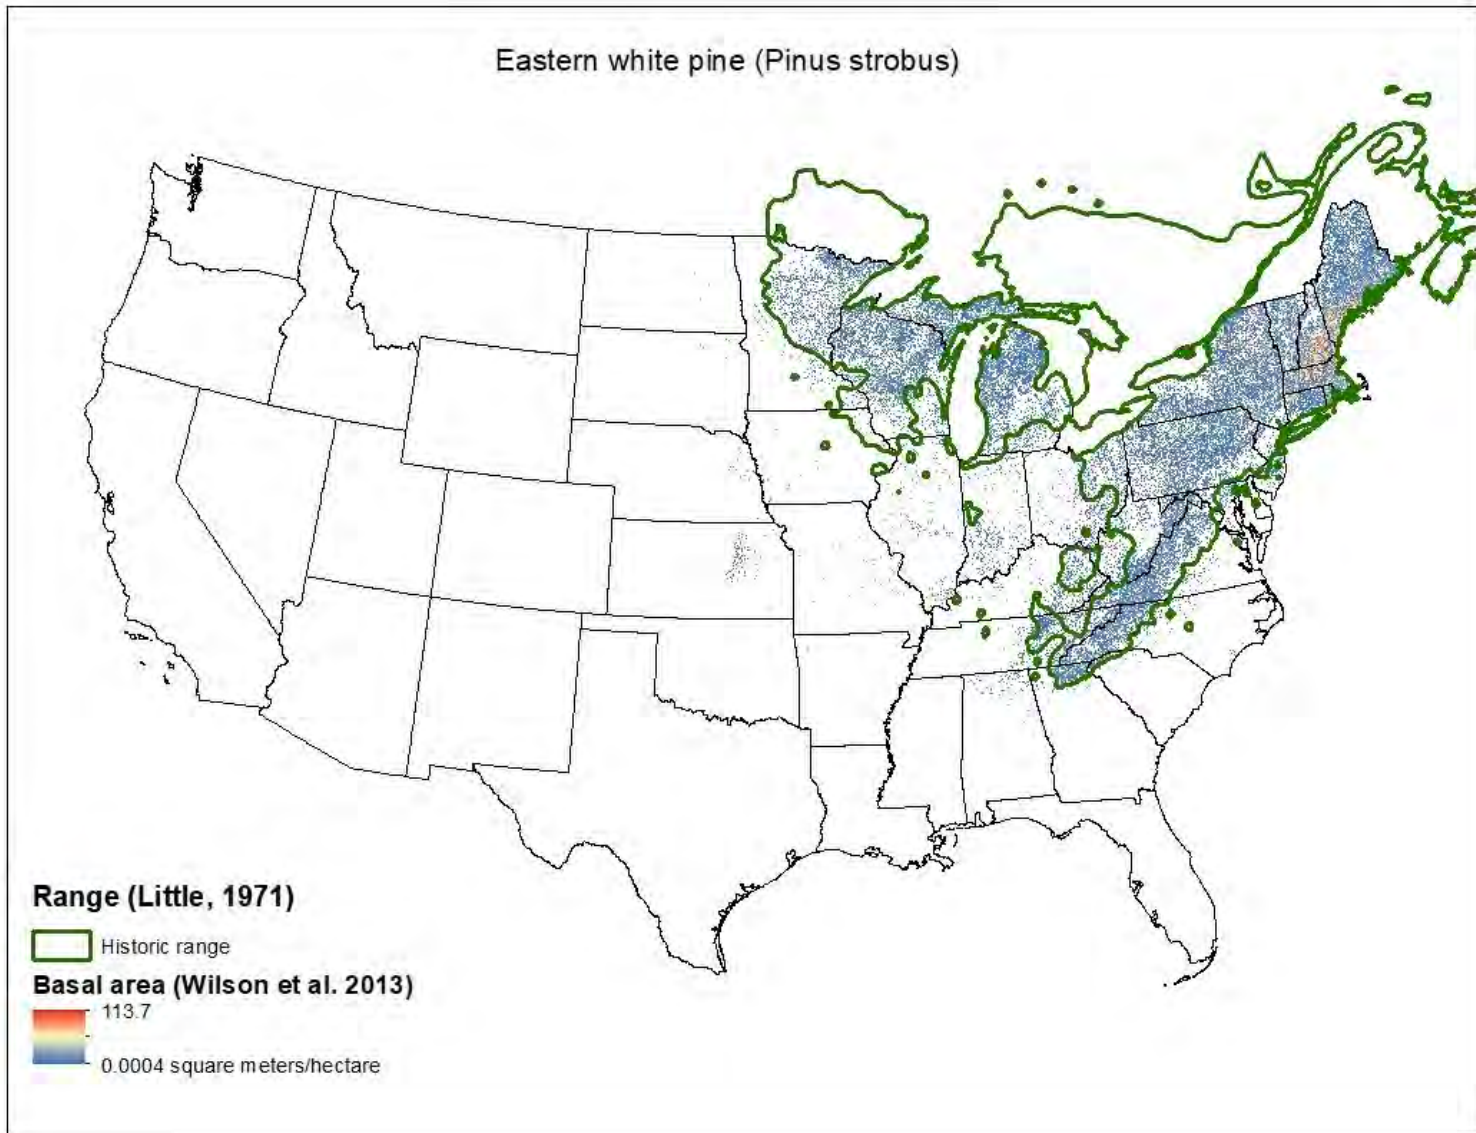 Eastern white pine (Pinus strobus)
Range (Little, 1971)
Historic range
Basal area (Wilson et al. 2013)
113.7
0.0004 square meters/hectare